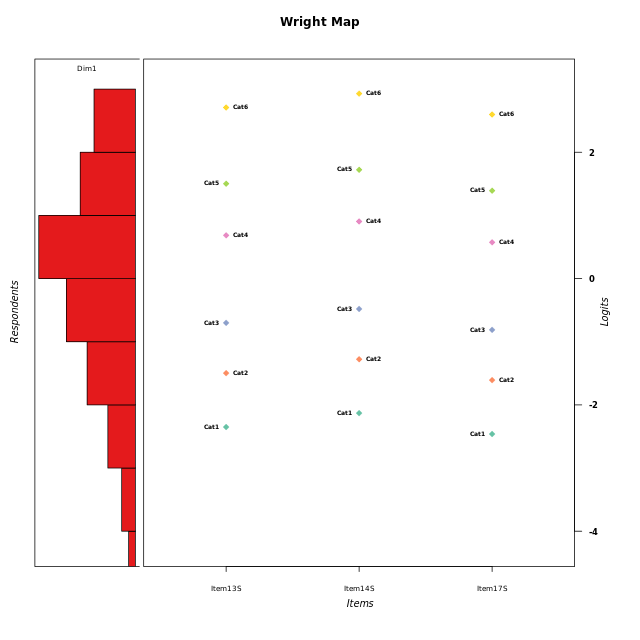 Wright Map
Dim1
Cat6
Cat6
Cat6
Cat5
Cat5
Cat5
Cat4
Cat4
Cat4
Cat3
Cat3
Cat3
Cat2
Cat2
Cat2
Cat1
Cat1
Cat1
2
0
-2
-4
Respondents
Logits
Item13S
Item14S
Item17S
Items